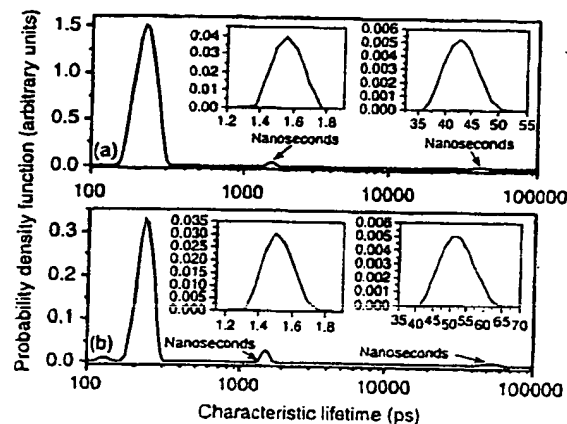 Probability density function (arbitrary units)
1.5
1.0
0.5
0.0
(a)
0.04
0.03
0.02
0.01
0.00
1.2 1.4 1.6 1.8
Nanoseconds
0.006
0.005
0.004
0.003
0.002
0.001
0.000
35 40 45 50 55
Nanoseconds
100 1000 10000 100000
0.3
0.2
0.1
0.0
(b)
0.035
0.030
0.025
0.020
0.015
0.010
0.005
0.000
1.2 1.4 1.6 1.8
Nanoseconds
0.006
0.005
0.004
0.003
0.002
0.001
0.000
35 40 45 50 55 60 65 70
Nanoseconds
100 1000 10000 100000
Characteristic lifetime (ps)